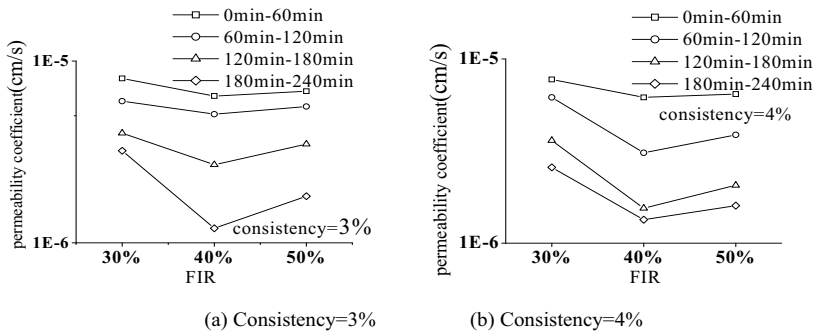 0min-60min
60min-120min
120min-180min
180min-240min
permeability coefficient(cm/s)
1E-5
1E-6
consistency=3%
30% 40% 50%
FIR
(a) Consistency=3%
0min-60min
60min-120min
120min-180min
180min-240min
permeability coefficient(cm/s)
1E-5
1E-6
consistency=4%
30% 40% 50%
FIR
(b) Consistency=4%